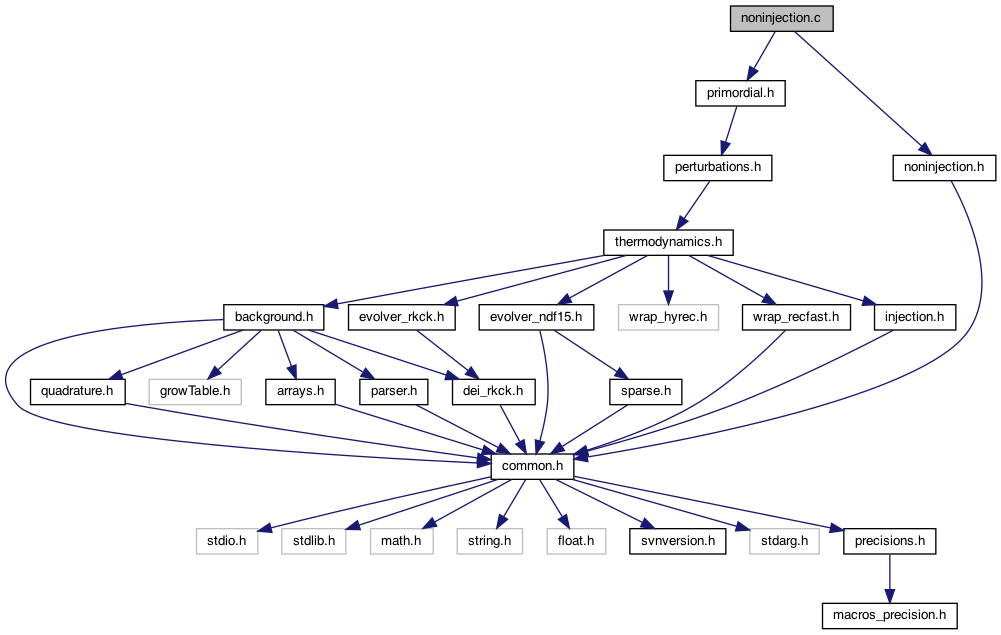 noninjection.c
primordial.h
perturbations.h
noninjection.h
thermodynamics.h
background.h
evolver_rkck.h
evolver_ndf15.h
wrap_hyrec.h
wrap_recfast.h
injection.h
quadrature.h
growTable.h
arrays.h
parser.h
dei_rkck.h
sparse.h
common.h
stdio.h
stdlib.h
math.h
string.h
float.h
svnversion.h
stdarg.h
precisions.h
macros_precision.h